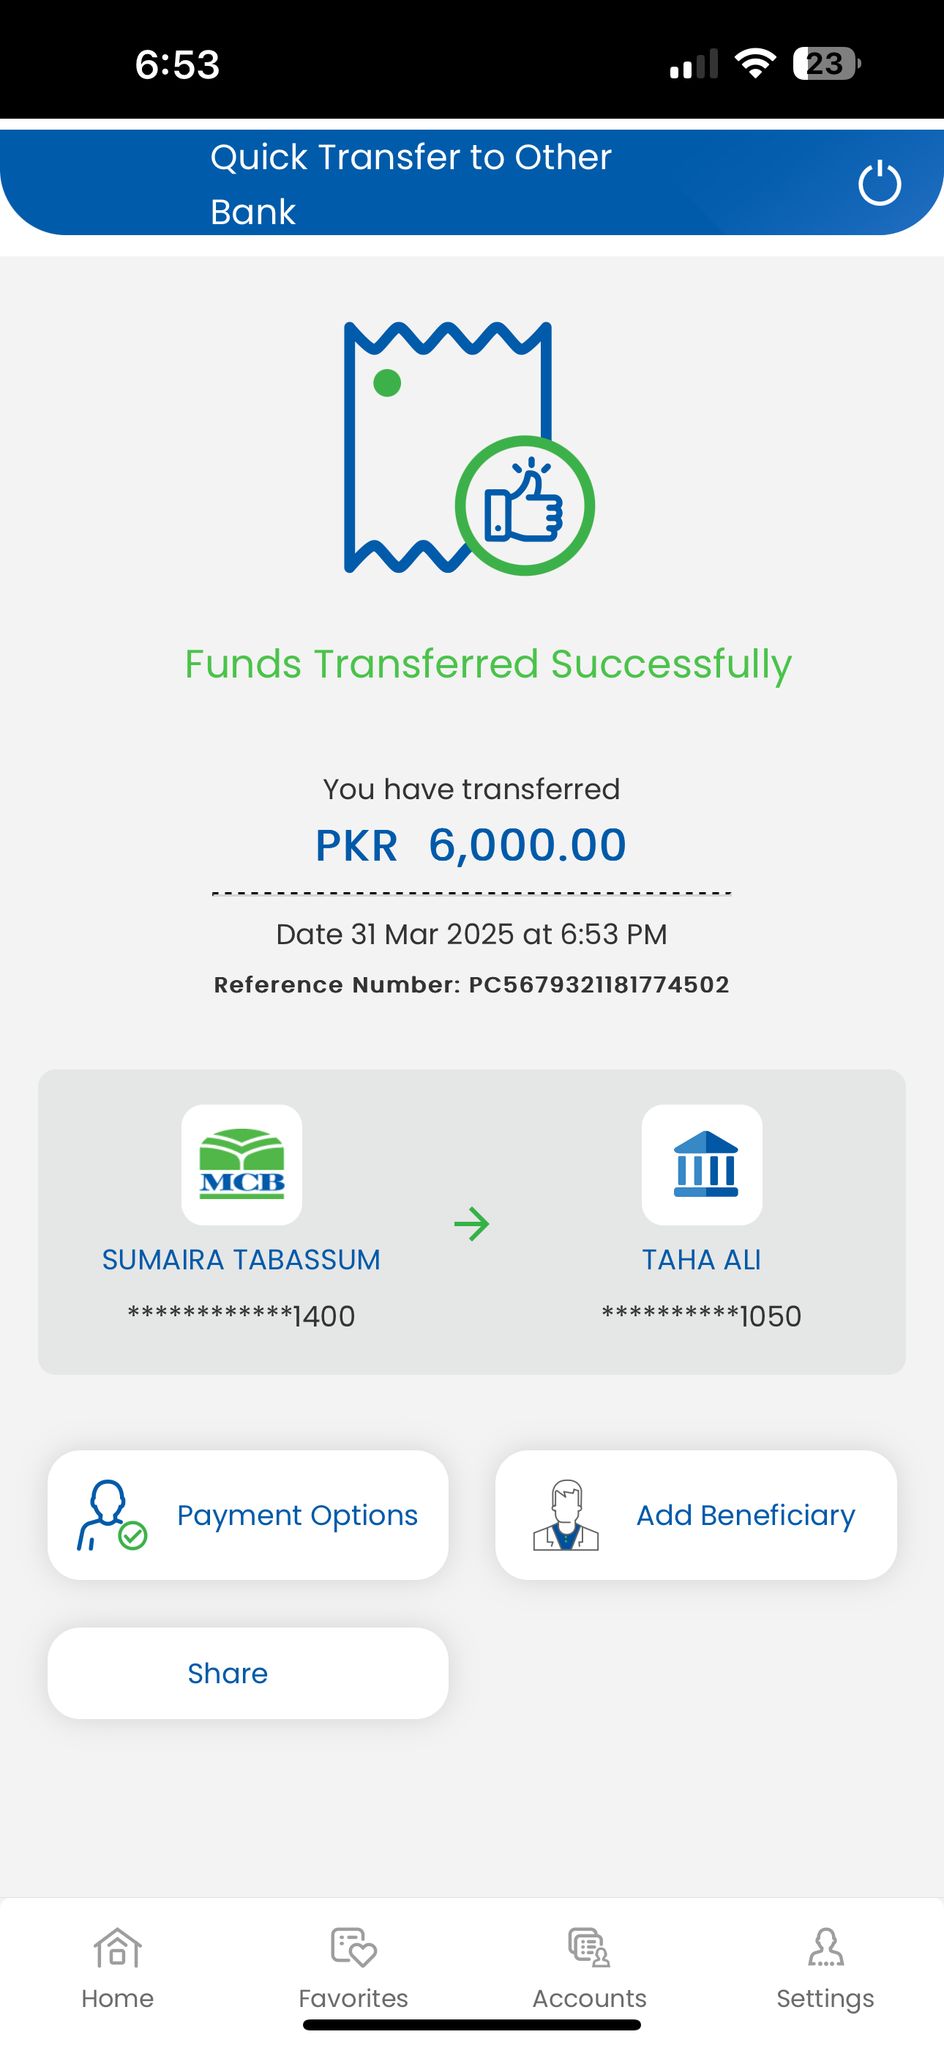 6:53
23
Quick Transfer to Other
Bank
Funds Transferred Successfully
You have transferred
PKR 6,000.00
Date 31 Mar 2025 at 6:53 PM
Reference Number: PC5679321181774502
MCB
SUMAIRA TABASSUM
TAHA ALI
************1400
**********1050
Payment Options
Add Beneficiary
Share
Home
Favorites
Accounts
Settings